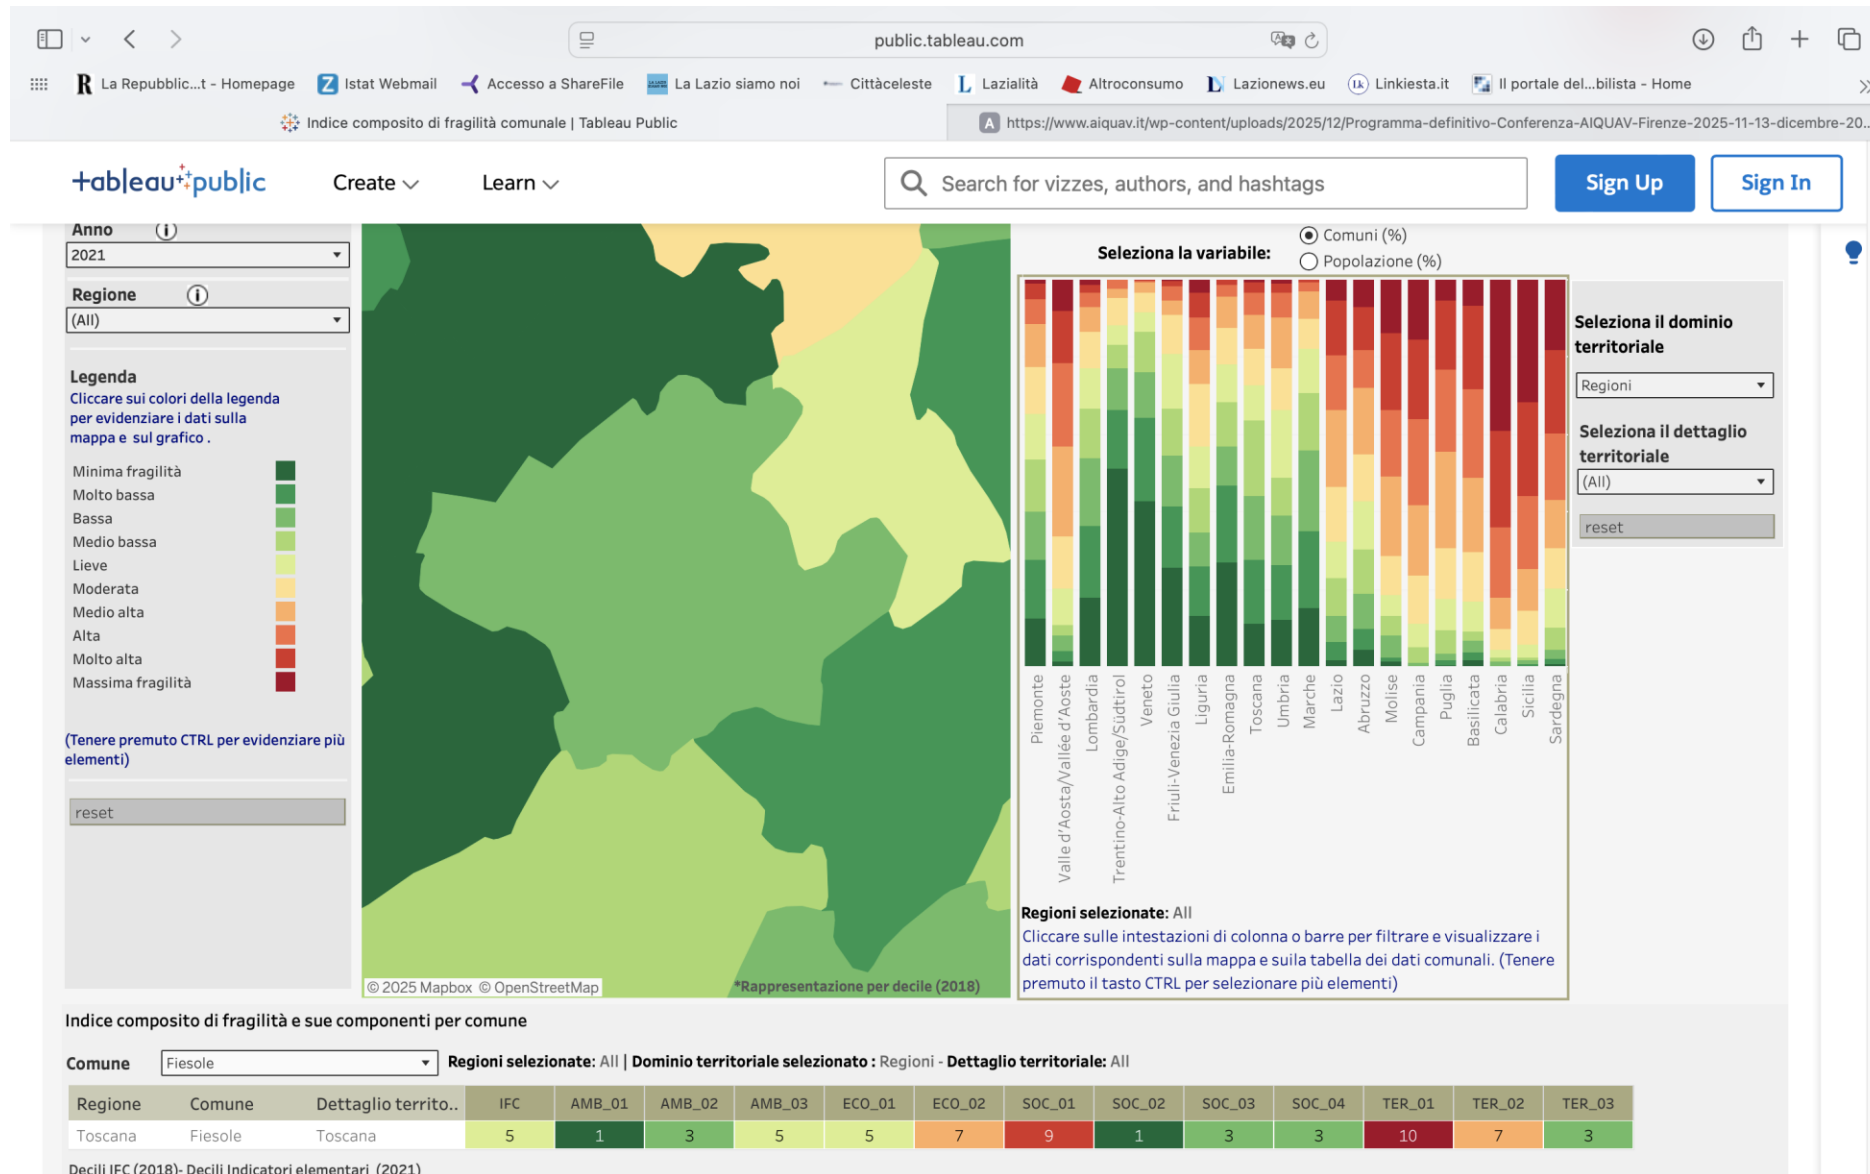 public.tableau.com
La Repubblic...t - Homepage
Istat Webmail
Accesso a ShareFile
La Lazio siamo noi
Cittàceleste
Lazialità
Altroconsumo
Lazionews.eu
Linkiesta.it
Il portale del...bilista - Home
Indice composito di fragilità comunale | Tableau Public
https://www.aiquav.it/wp-content/uploads/2025/12/Programma-definitivo-Conferenza-AIQUAV-Firenze-2025-11-13-dicembre-20...
+ableau public
Create
Learn
Search for vizzes, authors, and hashtags
Sign Up
Sign In
Anno
2021
Regione
(All)
Legenda
Cliccare sui colori della legenda
per evidenziare i dati sulla
mappa e sul grafico .
Minima fragilità
Molto bassa
Bassa
Medio bassa
Lieve
Moderata
Medio alta
Alta
Molto alta
Massima fragilità
(Tenere premuto CTRL per evidenziare più
elementi)
reset
© 2025 Mapbox © OpenStreetMap
*Rappresentazione per decile (2018)
Seleziona la variabile:
Comuni (%)
Popolazione (%)
Piemonte
Valle d'Aosta/Vallée d'Aoste
Lombardia
Trentino-Alto Adige/Südtirol
Veneto
Friuli-Venezia Giulia
Liguria
Emilia-Romagna
Toscana
Umbria
Marche
Lazio
Abruzzo
Molise
Campania
Puglia
Basilicata
Calabria
Sicilia
Sardegna
Regioni selezionate: All
Cliccare sulle intestazioni di colonna o barre per filtrare e visualizzare i
dati corrispondenti sulla mappa e suila tabella dei dati comunali. (Tenere
premuto il tasto CTRL per selezionare più elementi)
Seleziona il dominio
territoriale
Regioni
Seleziona il dettaglio
territoriale
(All)
reset
Indice composito di fragilità e sue componenti per comune
Comune Fiesole Regioni selezionate: All | Dominio territoriale selezionato : Regioni - Dettaglio territoriale: All
Regione Comune Dettaglio territo.. IFC AMB_01 AMB_02 AMB_03 ECO_01 ECO_02 SOC_01 SOC_02 SOC_03 SOC_04 TER_01 TER_02 TER_03
Toscana Fiesole Toscana 5 1 3 5 5 7 9 1 3 3 10 7 3
Decili IFC (2018)- Decili Indicatori elementari (2021)